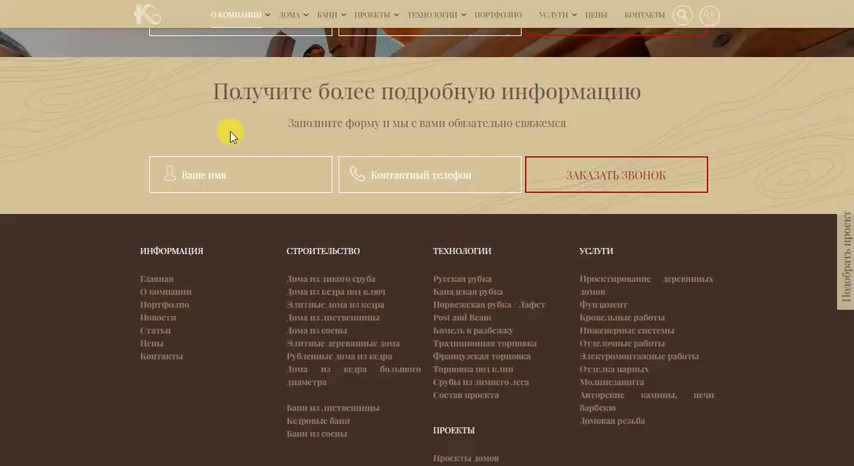 О КОМПАНИИ ДОМА БАНИ ПРОЕКТЫ ТЕХНОЛОГИИ ПОРТФОЛИО УСЛУГИ ЦЕНЫ КОНТАКТЫ
Получите более подробную информацию
Заполните форму и мы с вами обязательно свяжемся
Ваше имя
Контактный телефон
ЗАКАЗАТЬ ЗВОНОК
Подобрать проект
ИНФОРМАЦИЯ
Главная
О компании
Портфолио
Новости
Статьи
Цены
Контакты
СТРОИТЕЛЬСТВО
Дома из дикого сруба
Дома из кедра под ключ
Элитные дома из кедра
Дома из лиственницы
Дома из сосны
Элитные деревянные дома
Рубленные дома из кедра
Дома из кедра большого
диаметра
Бани из лиственницы
Кедровые бани
Бани из сосны
ТЕХНОЛОГИИ
Русская рубка
Канадская рубка
Норвежская рубка / Лафет
Post and Beam
Комель в разбежку
Традиционная торцовка
Французская торцовка
Торцовка под клин
Срубы из зимнего леса
Состав проекта
ПРОЕКТЫ
Проекты домов
УСЛУГИ
Проектирование деревянных
домов
Фундамент
Кровельные работы
Инженерные системы
Отделочные работы
Электромонтажные работы
Отделка парных
Молниезащита
Авторские камины, печи
барбекю
Домовая резьба